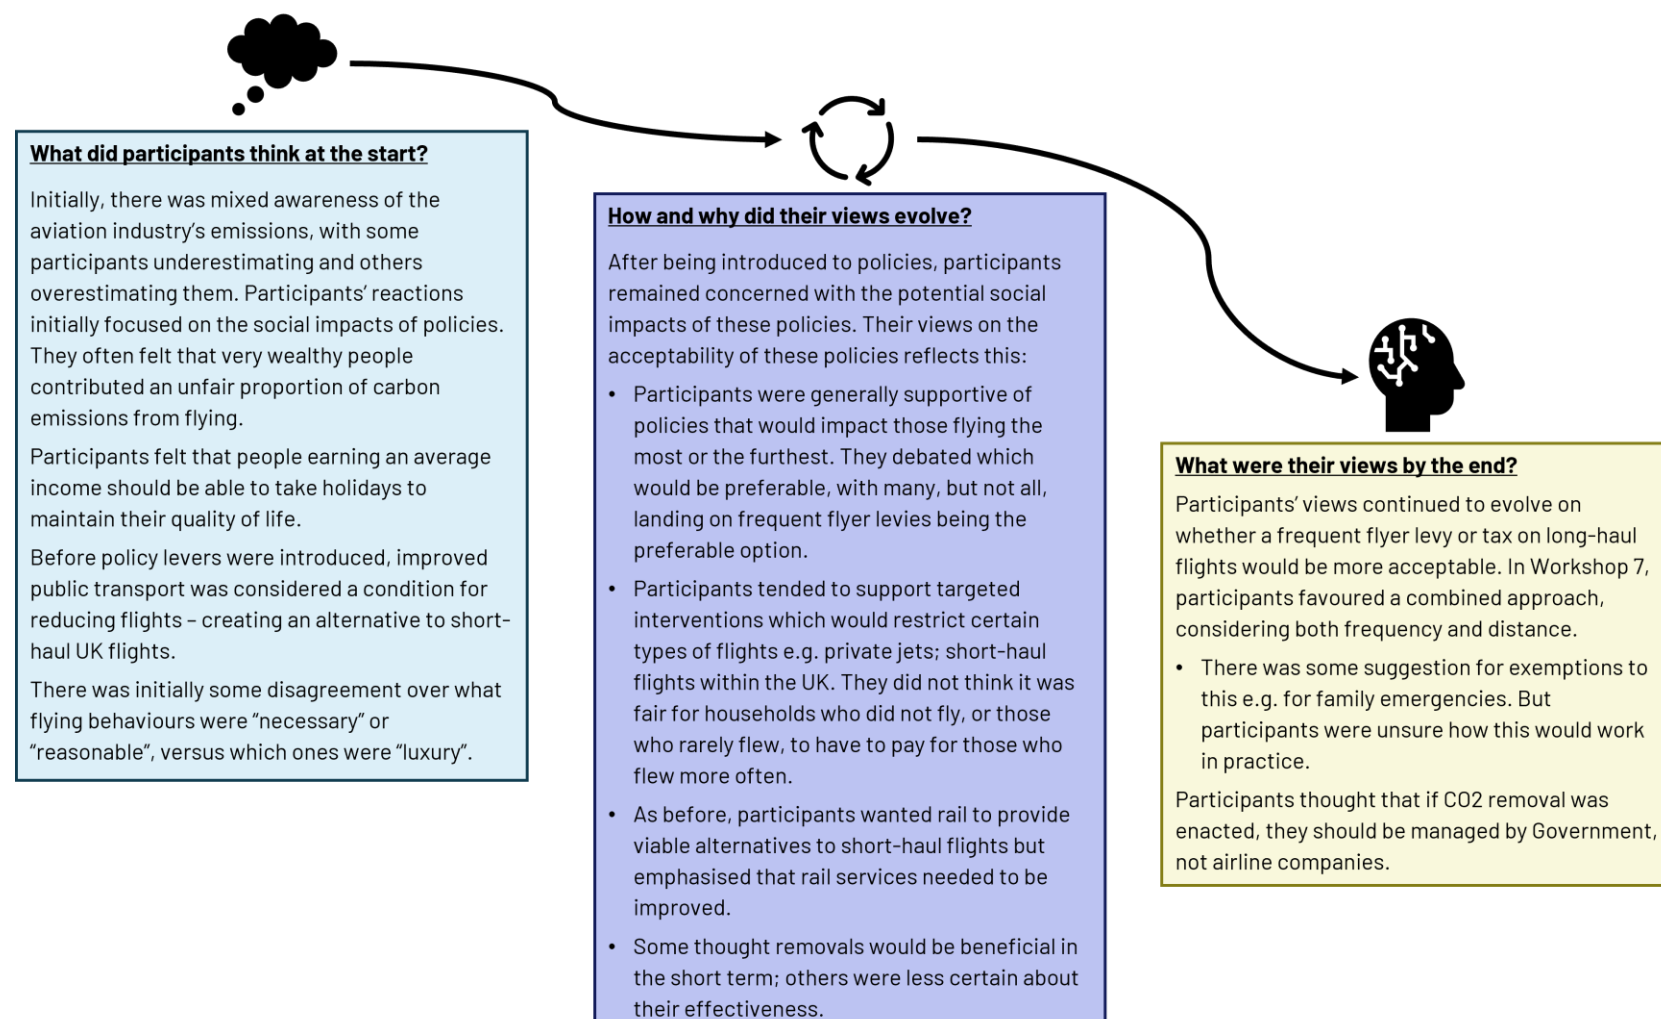 What did participants think at the start?
Initially, there was mixed awareness of the
aviation industry's emissions, with some
participants underestimating and others
overestimating them. Participants' reactions
initially focused on the social impacts of policies.
They often felt that very wealthy people
contributed an unfair proportion of carbon
emissions from flying.
Participants felt that people earning an average
income should be able to take holidays to
maintain their quality of life.
Before policy levers were introduced, improved
public transport was considered a condition for
reducing flights – creating an alternative to short-
haul UK flights.
There was initially some disagreement over what
flying behaviours were “necessary” or
“reasonable”, versus which ones were “luxury”.
How and why did their views evolve?
After being introduced to policies, participants
remained concerned with the potential social
impacts of these policies. Their views on the
acceptability of these policies reflects this:
• Participants were generally supportive of
policies that would impact those flying the
most or the furthest. They debated which
would be preferable, with many, but not all,
landing on frequent flyer levies being the
preferable option.
• Participants tended to support targeted
interventions which would restrict certain
types of flights e.g. private jets; short-haul
flights within the UK. They did not think it was
fair for households who did not fly, or those
who rarely flew, to have to pay for those who
flew more often.
• As before, participants wanted rail to provide
viable alternatives to short-haul flights but
emphasised that rail services needed to be
improved.
• Some thought removals would be beneficial in
the short term; others were less certain about
their effectiveness.
What were their views by the end?
Participants' views continued to evolve on
whether a frequent flyer levy or tax on long-haul
flights would be more acceptable. In Workshop 7,
participants favoured a combined approach,
considering both frequency and distance.
• There was some suggestion for exemptions to
this e.g. for family emergencies. But
participants were unsure how this would work
in practice.
Participants thought that if CO2 removal was
enacted, they should be managed by Government,
not airline companies.